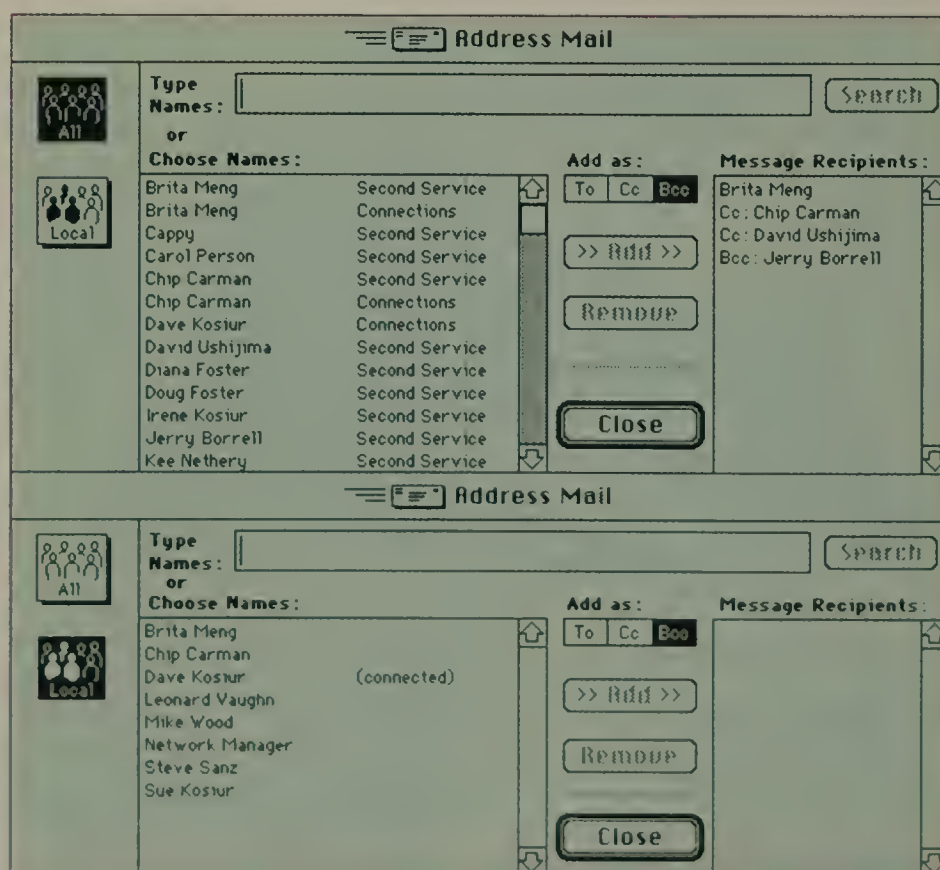 Address Mail
All
Local
Type
Names:
Search
or
Choose Names:
Brita Meng Second Service
Brita Meng Connections
Cappy Second Service
Carol Person Second Service
Chip Carman Second Service
Chip Carman Connections
Dave Kosiur Connections
David Ushijima Second Service
Diana Foster Second Service
Doug Foster Second Service
Irene Kosiur Second Service
Jerry Borrell Second Service
Kee Nethery Second Service
Add as:
To Cc Bcc
>> Add >>
Remove
Close
Message Recipients:
Brita Meng
Cc: Chip Carman
Cc: David Ushijima
Bcc: Jerry Borrell
Address Mail
All
Local
Type
Names:
Search
or
Choose Names:
Brita Meng
Chip Carman
Dave Kosiur (connected)
Leonard Vaughn
Mike Wood
Network Manager
Steve Sanz
Sue Kosiur
Add as:
To Cc Bcc
>> Add >>
Remove
Close
Message Recipients: